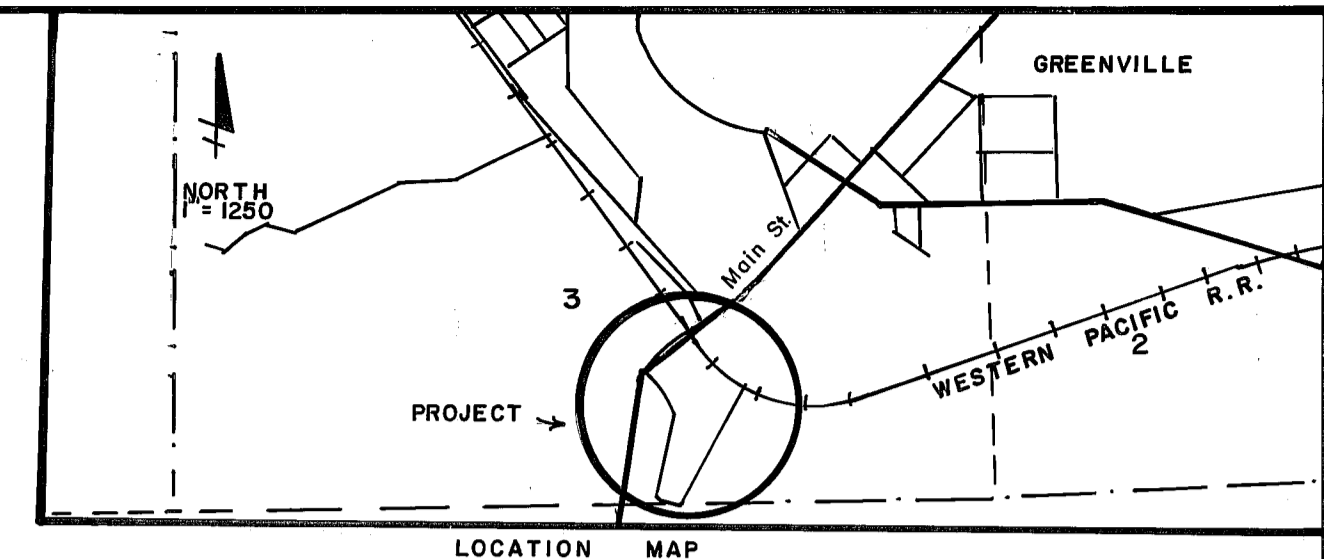 GREENVILLE
NORTH
1" = 1250
Main St.
3
WESTERN PACIFIC R.R.
2
PROJECT
LOCATION MAP